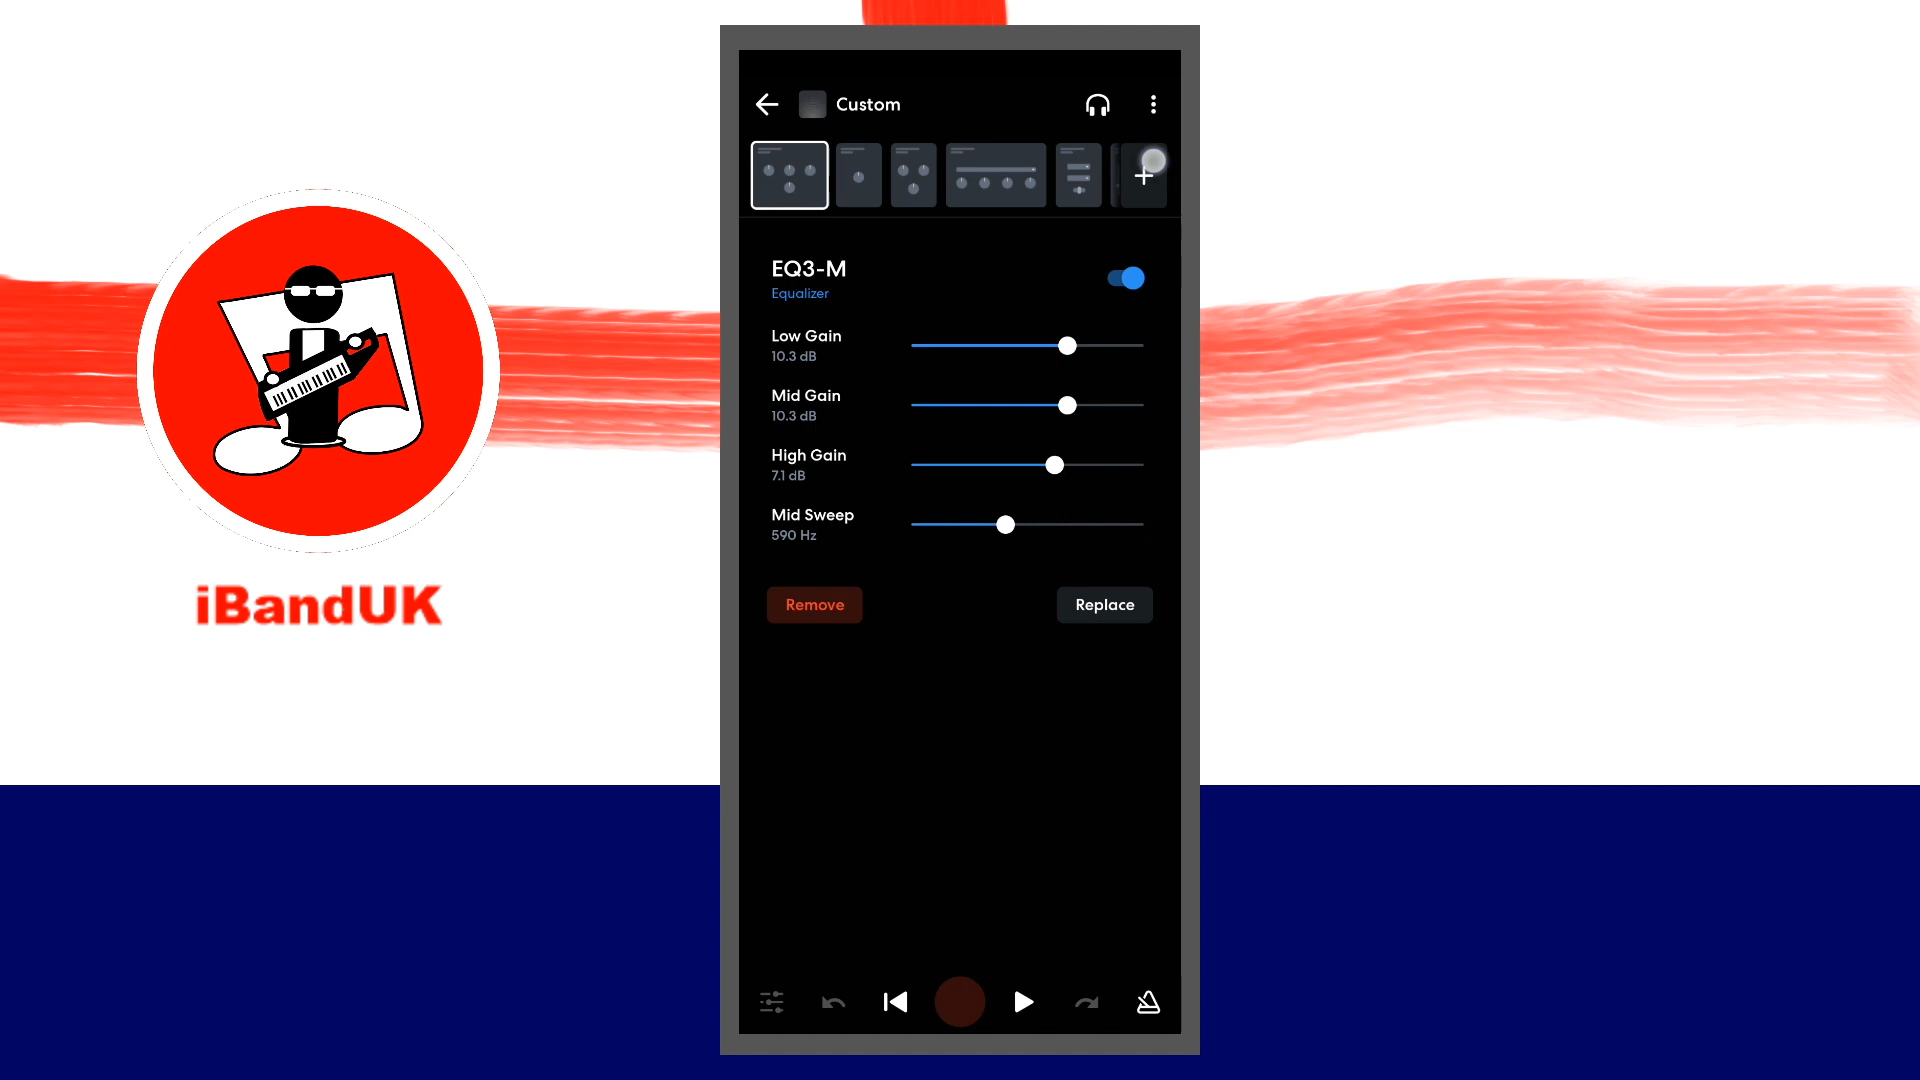 Custom
EQ3-M
Equalizer
Low Gain
10.3 dB
Mid Gain
10.3 dB
High Gain
7.1 dB
Mid Sweep
590 Hz
Remove
Replace
iBandUK